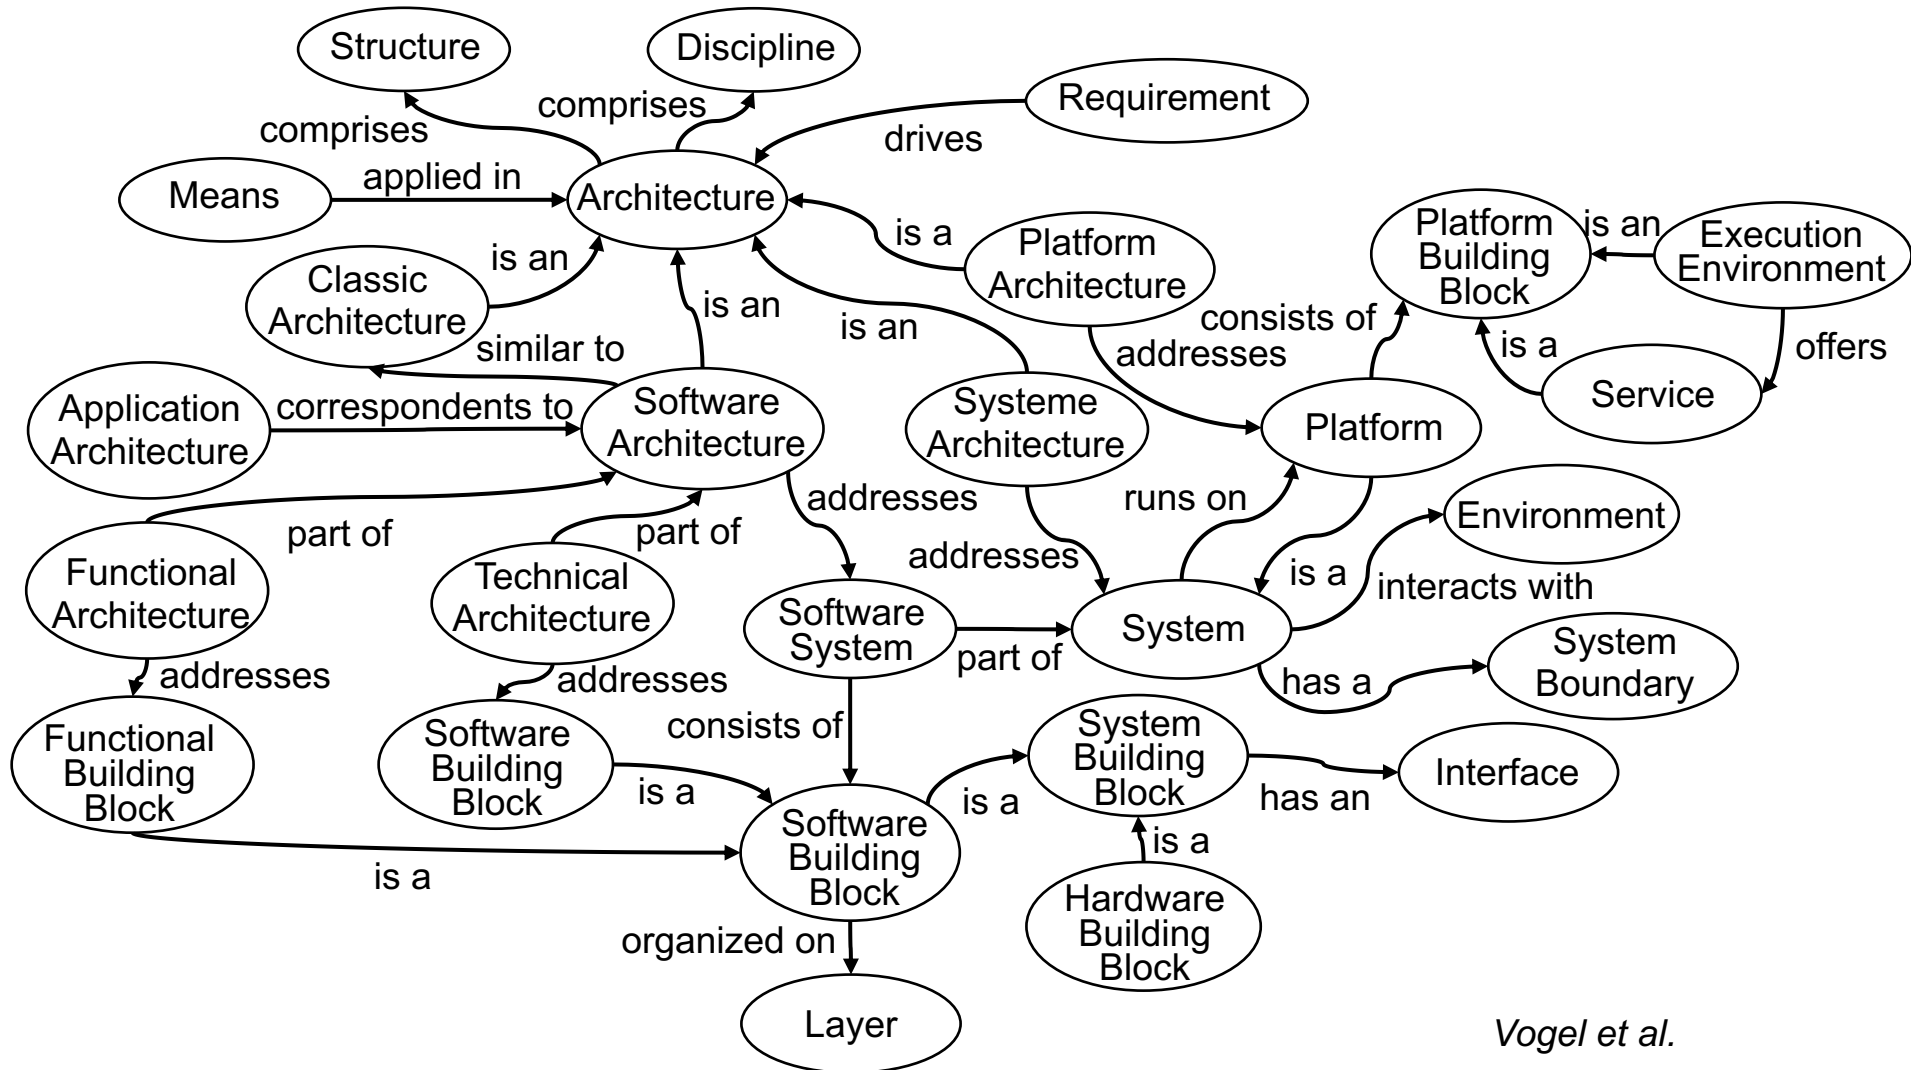 Structure
Discipline
Requirement
comprises
comprises
drives
Means
applied in
Architecture
is a
Platform
Architecture
Platform
Building
Block
is an
Execution
Environment
Classic
Architecture
is an
is an
is an
consists of
addresses
is a
offers
Service
similar to
Application
Architecture
correspondents to
Software
Architecture
Systeme
Architecture
Platform
part of
part of
addresses
addresses
runs on
is a
Environment
interacts with
Functional
Architecture
Technical
Architecture
Software
System
part of
System
has a
System
Boundary
addresses
addresses
consists of
Functional
Building
Block
Software
Building
Block
is a
System
Building
Block
has an
Interface
is a
Software
Building
Block
is a
is a
Hardware
Building
Block
organized on
Layer
Vogel et al.